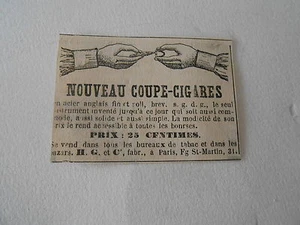 NOUVEAU COUPE-CIGARES
en acier anglais fin et poli, brev. s. g. d. g., le seul
instrument inventé jusqu'à ce jour qui soit aussi com-
mode, aussi solide et aussi simple. La modicité de son
prix le rend accessible à toutes les bourses.
PRIX : 25 CENTIMES.
Se vend dans tous les bureaux de tabac et dans les
bazars. H. G. et Cᵉ, fabr., à Paris, Fg St-Martin, 31.